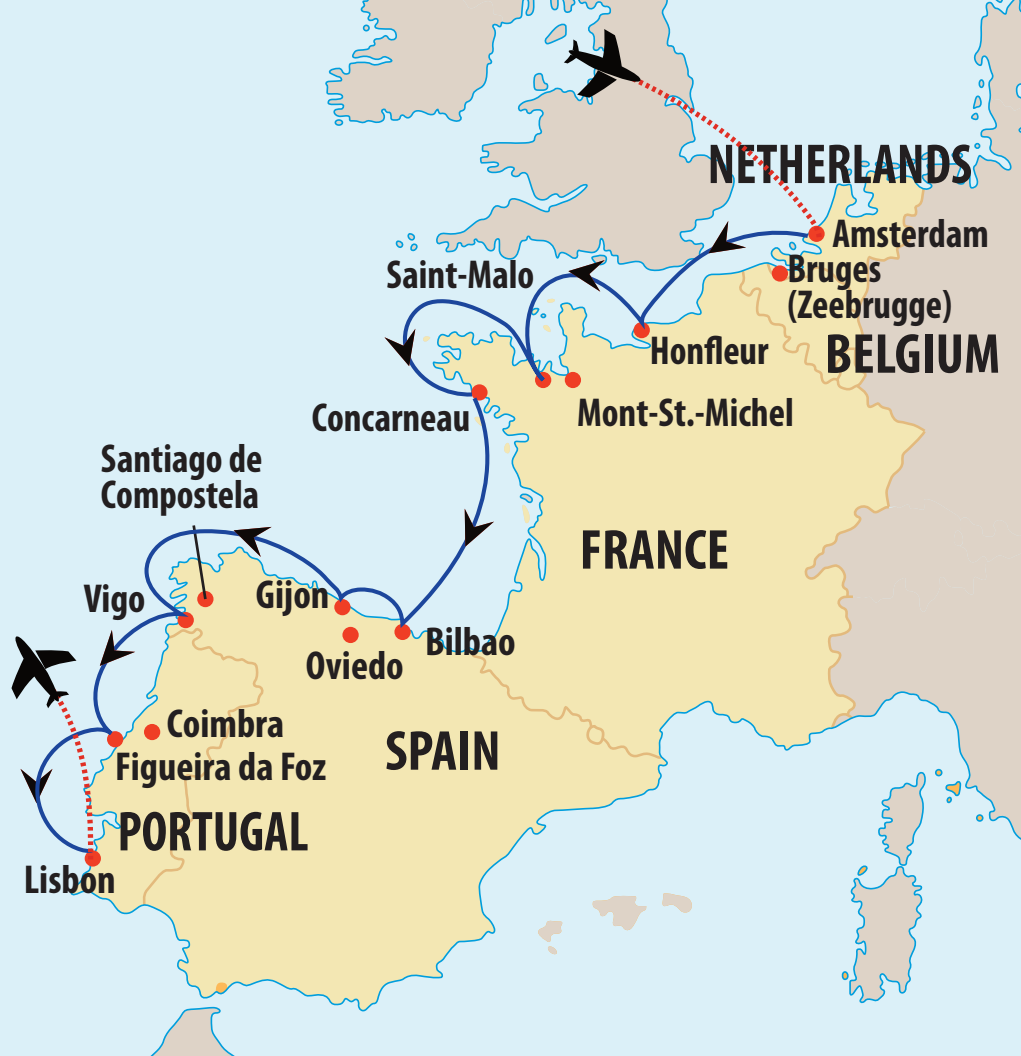 NETHERLANDS
Amsterdam
Bruges
(Zeebrugge)
Saint-Malo
Honfleur
BELGIUM
Mont-St.-Michel
Concarneau
Santiago de
Compostela
FRANCE
Gijon
Vigo
Bilbao
Oviedo
Coimbra
SPAIN
Figueira da Foz
PORTUGAL
Lisbon